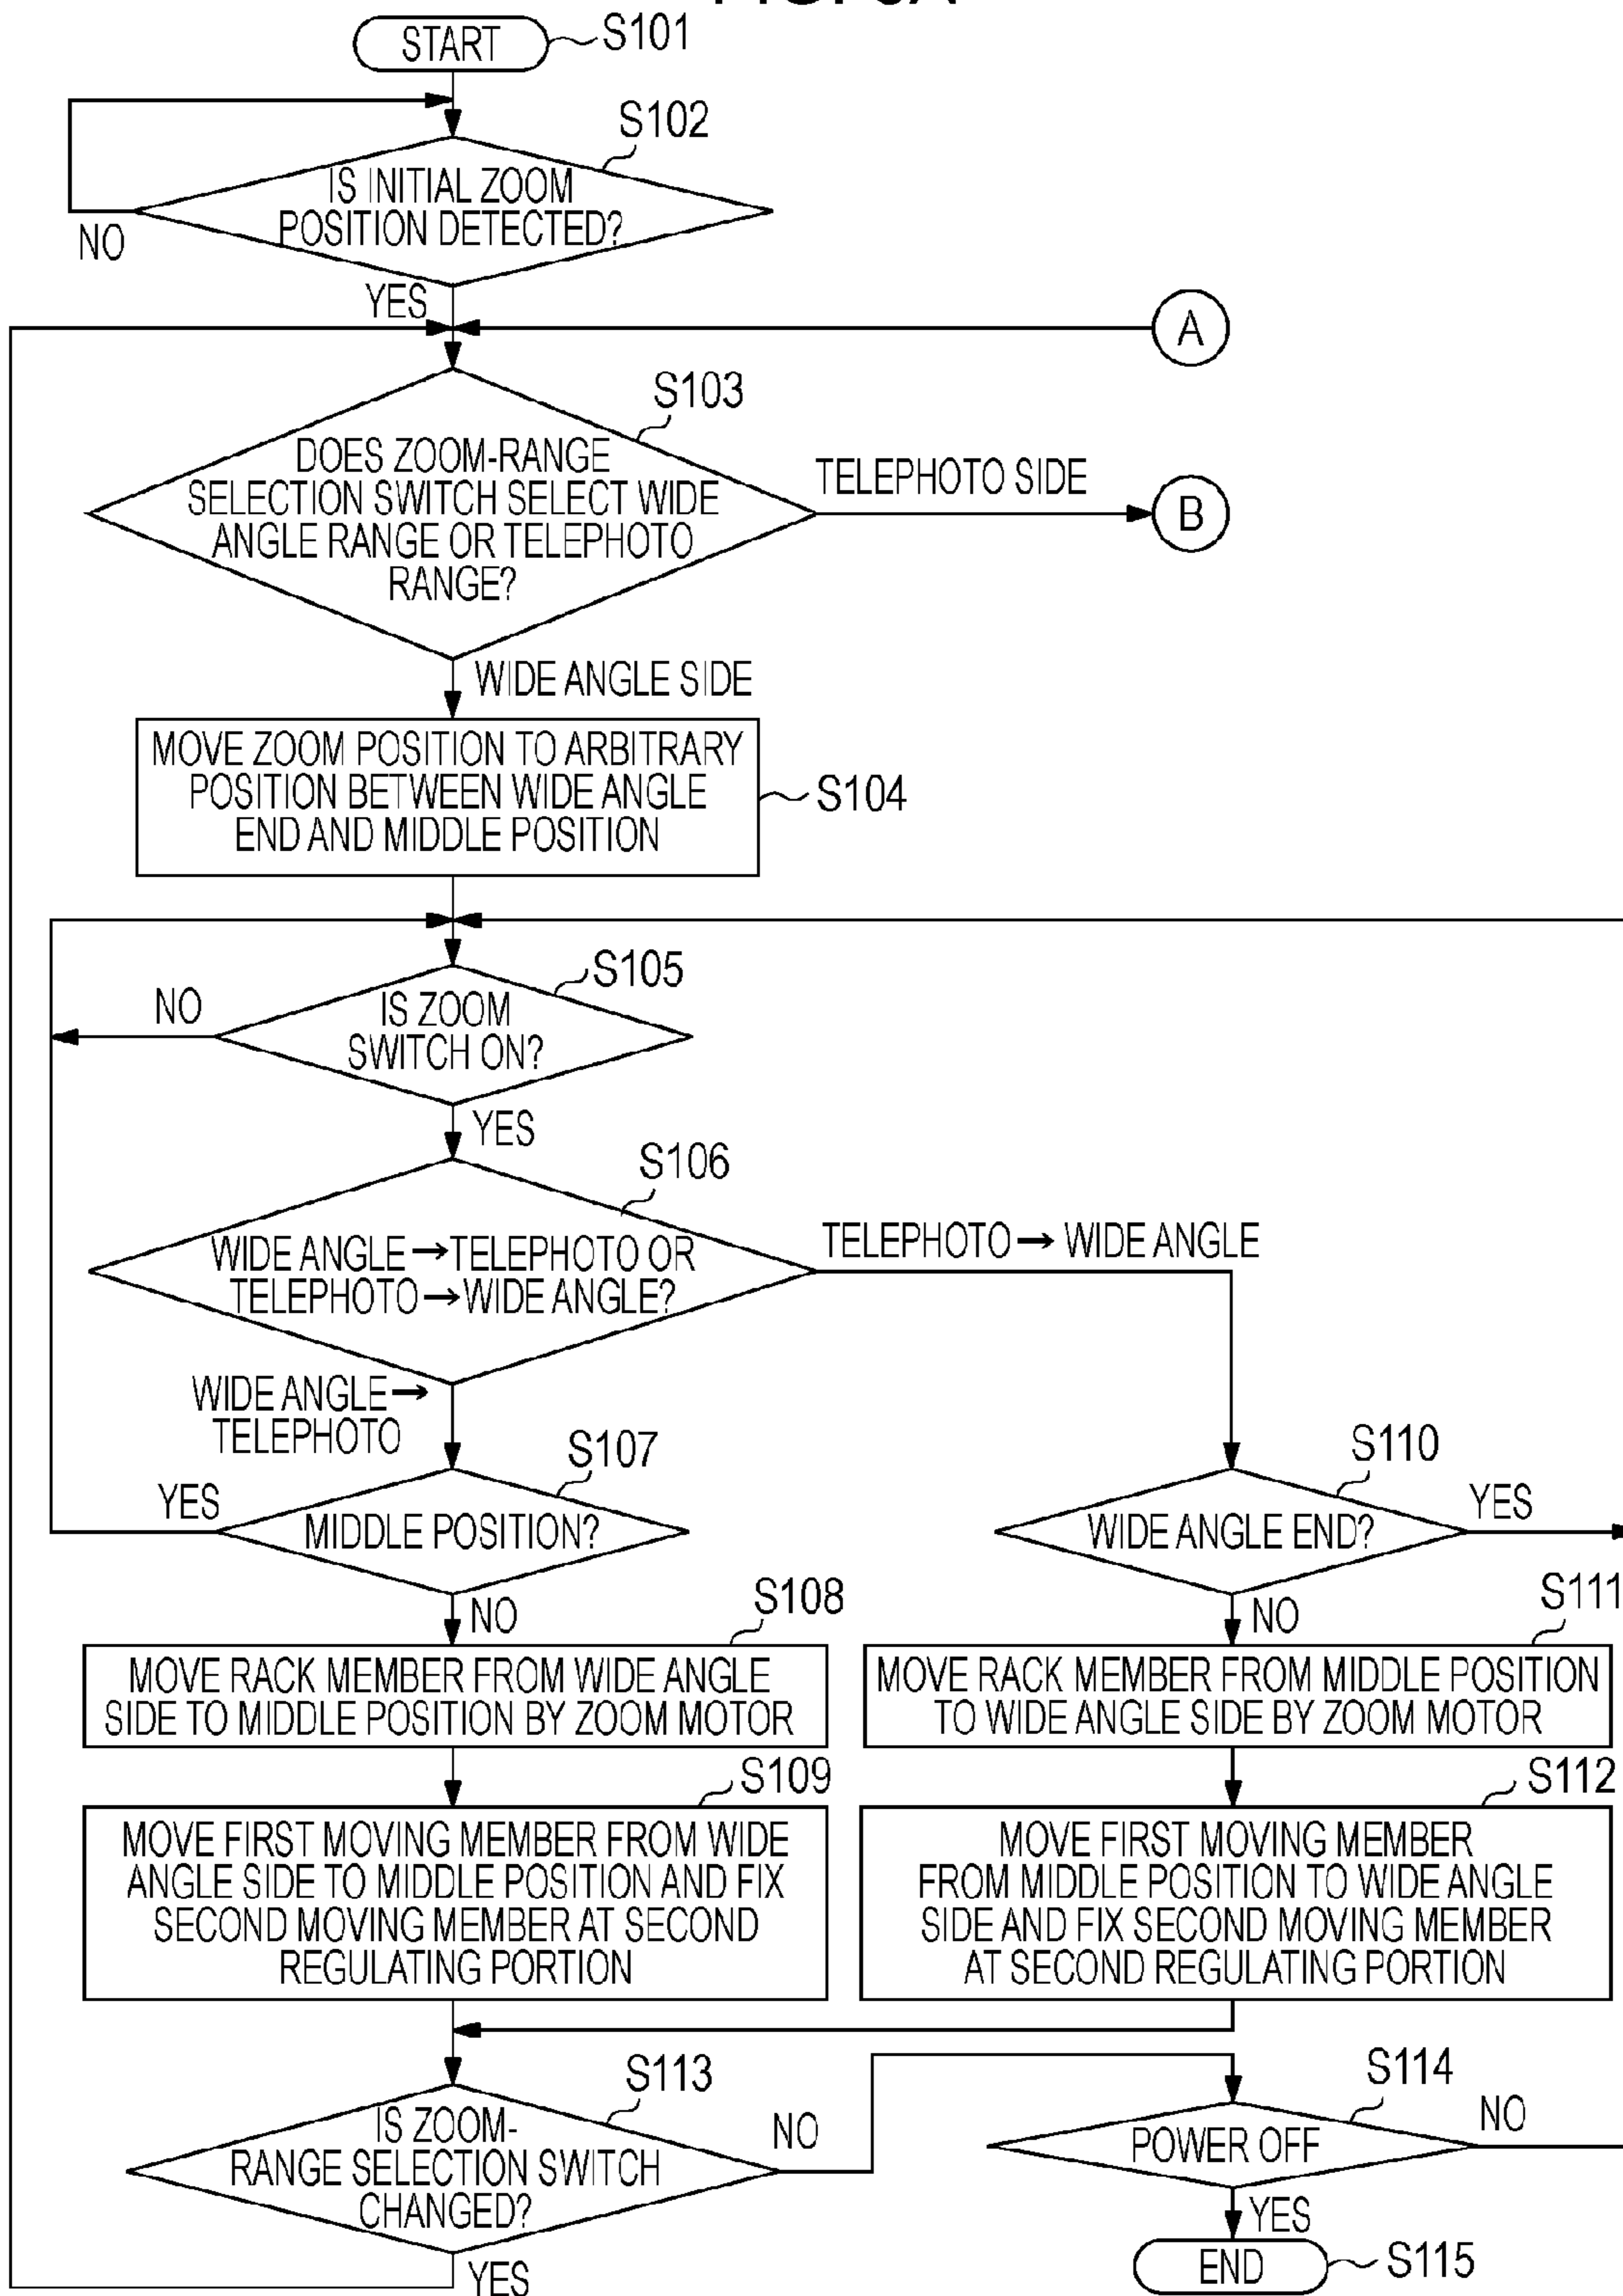 START
S101
S102
IS INITIAL ZOOM
POSITION DETECTED?
NO
YES
A
S103
DOES ZOOM-RANGE
SELECTION SWITCH SELECT WIDE
ANGLE RANGE OR TELEPHOTO
RANGE?
TELEPHOTO SIDE
B
WIDE ANGLE SIDE
MOVE ZOOM POSITION TO ARBITRARY
POSITION BETWEEN WIDE ANGLE
END AND MIDDLE POSITION
S104
S105
IS ZOOM
SWITCH ON?
NO
YES
S106
WIDE ANGLE→TELEPHOTO OR
TELEPHOTO→WIDE ANGLE?
TELEPHOTO→ WIDE ANGLE
WIDE ANGLE→
TELEPHOTO
S107
MIDDLE POSITION?
YES
NO
S110
WIDE ANGLE END?
YES
NO
S108
MOVE RACK MEMBER FROM WIDE ANGLE
SIDE TO MIDDLE POSITION BY ZOOM MOTOR
S111
MOVE RACK MEMBER FROM MIDDLE POSITION
TO WIDE ANGLE SIDE BY ZOOM MOTOR
S109
MOVE FIRST MOVING MEMBER FROM WIDE
ANGLE SIDE TO MIDDLE POSITION AND FIX
SECOND MOVING MEMBER AT SECOND
REGULATING PORTION
S112
MOVE FIRST MOVING MEMBER
FROM MIDDLE POSITION TO WIDE ANGLE
SIDE AND FIX SECOND MOVING MEMBER
AT SECOND REGULATING PORTION
S113
IS ZOOM-
RANGE SELECTION SWITCH
CHANGED?
NO
YES
S114
POWER OFF
NO
YES
END
S115